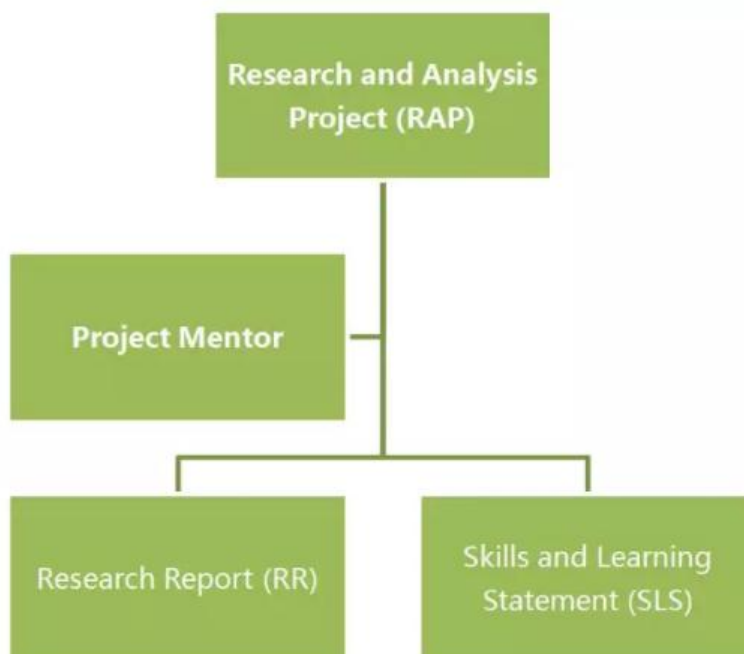 Research and Analysis
Project (RAP)
Project Mentor
Research Report (RR)
Skills and Learning
Statement (SLS)